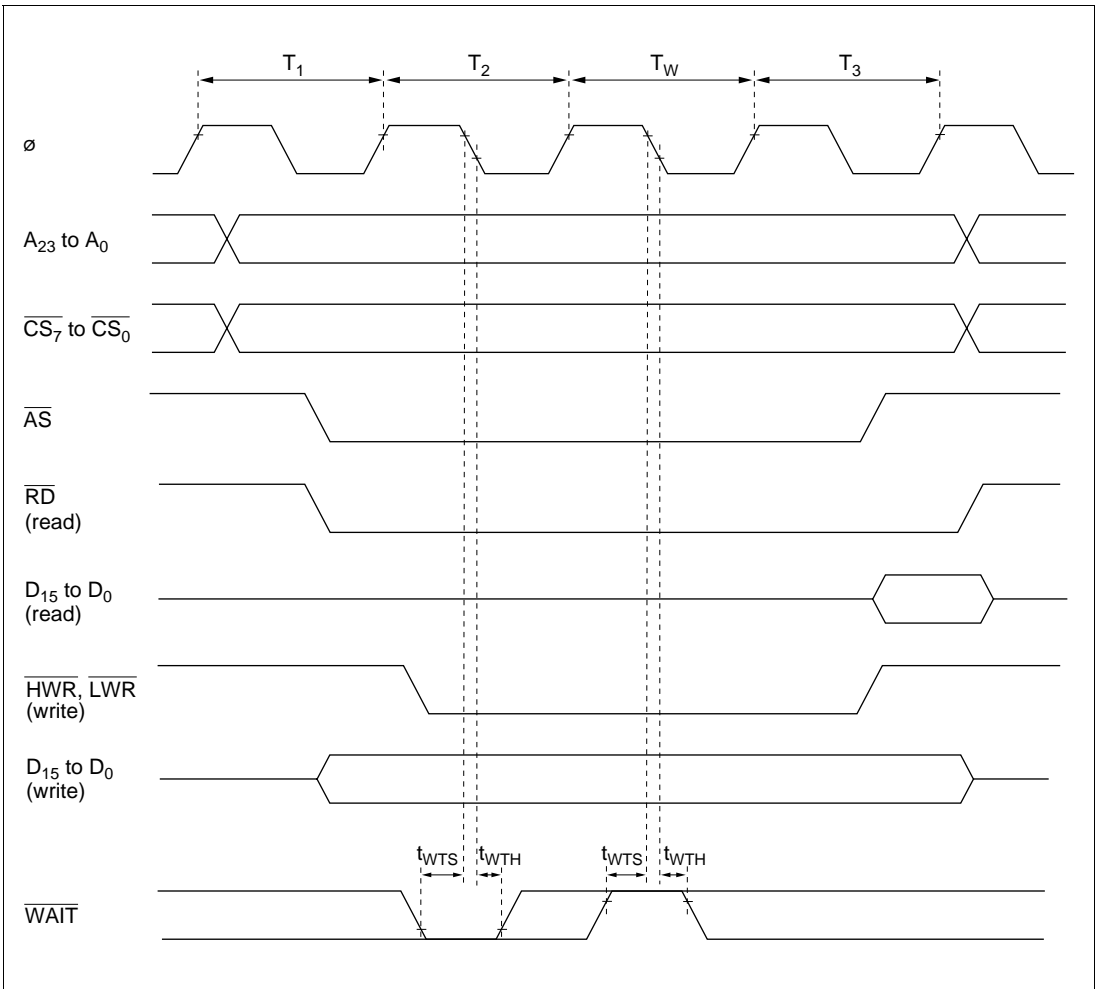 T1 T2 TW T3
ø
A23 to A0
CS7 to CS0
AS
RD
(read)
D15 to D0
(read)
HWR, LWR
(write)
D15 to D0
(write)
tWTS tWTH tWTS tWTH
WAIT